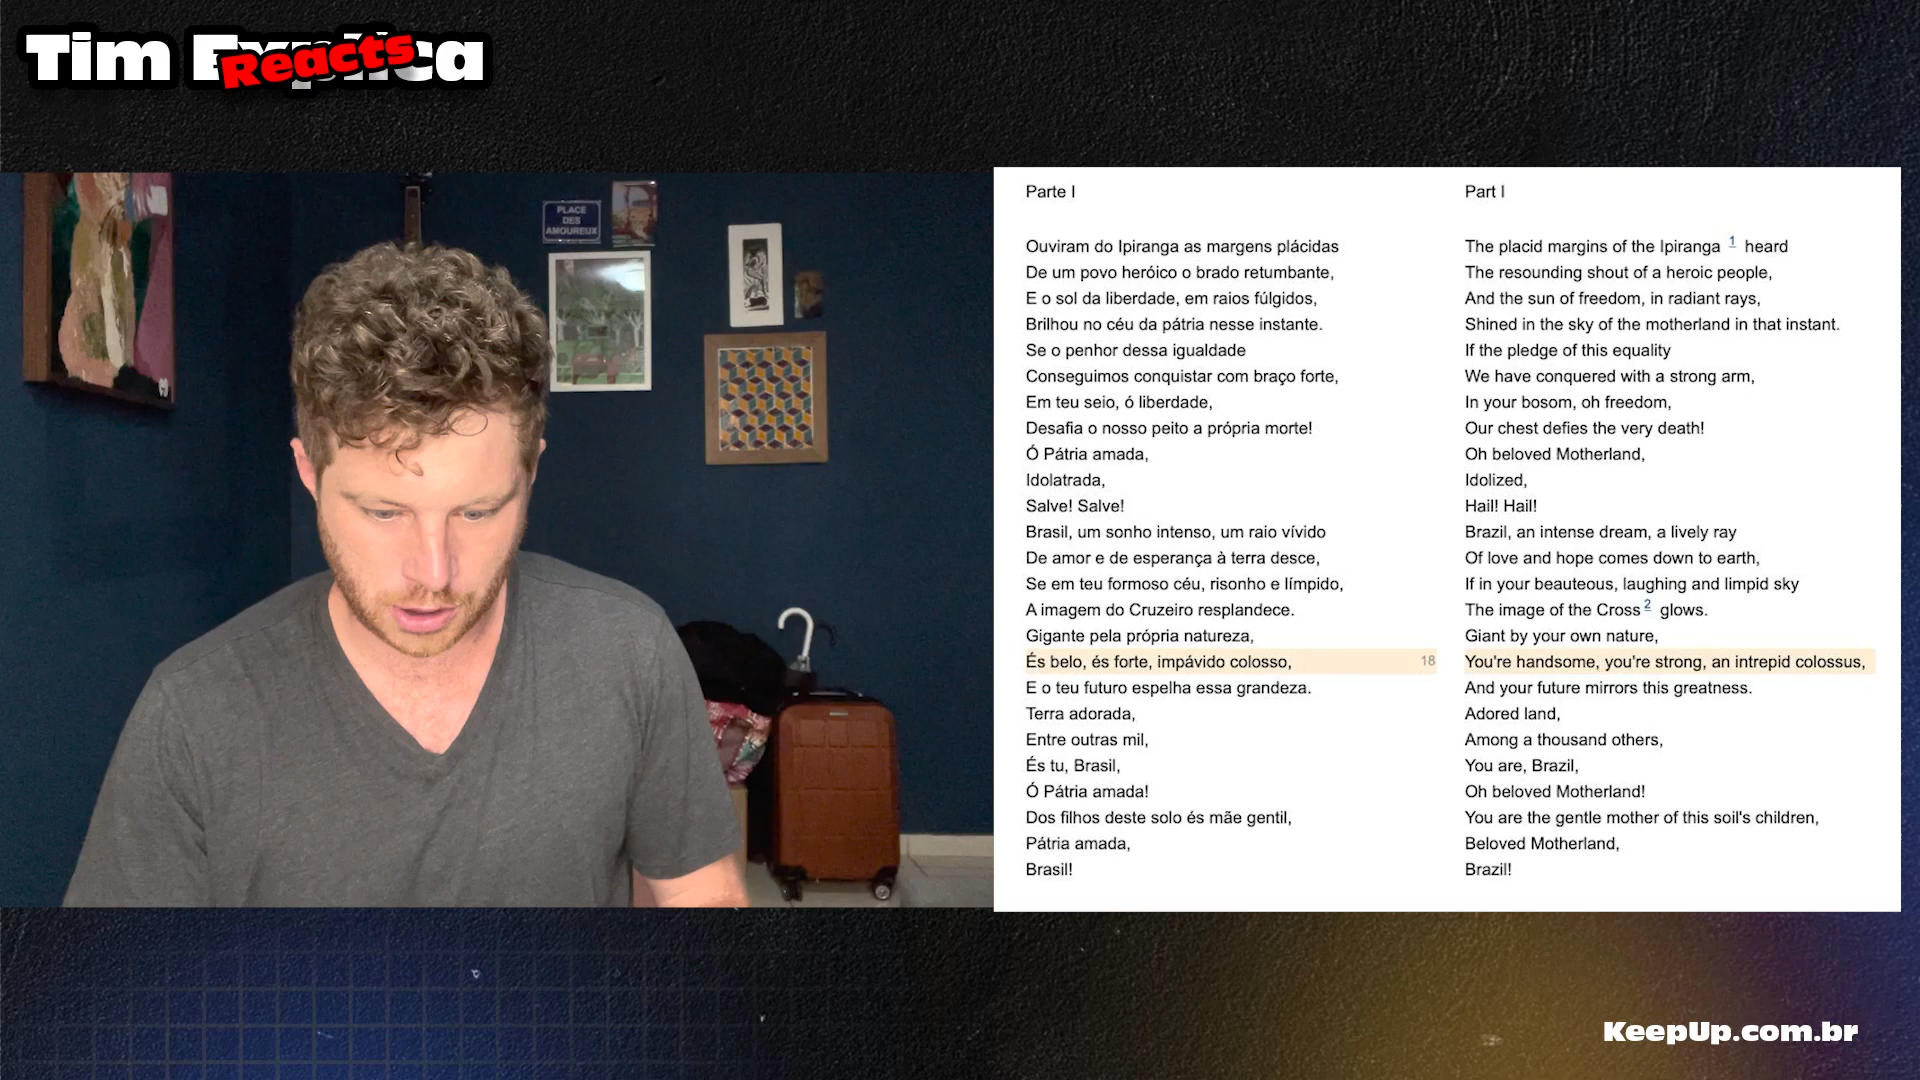 Tim Explica
Reacts
PLACE
DES
AMOUREUX
Parte I
Ouviram do Ipiranga as margens plácidas
De um povo heróico o brado retumbante,
E o sol da liberdade, em raios fúlgidos,
Brilhou no céu da pátria nesse instante.
Se o penhor dessa igualdade
Conseguimos conquistar com braço forte,
Em teu seio, ó liberdade,
Desafia o nosso peito a própria morte!
Ó Pátria amada,
Idolatrada,
Salve! Salve!
Brasil, um sonho intenso, um raio vívido
De amor e de esperança à terra desce,
Se em teu formoso céu, risonho e límpido,
A imagem do Cruzeiro resplandece.
Gigante pela própria natureza,
És belo, és forte, impávido colosso, 18
E o teu futuro espelha essa grandeza.
Terra adorada,
Entre outras mil,
És tu, Brasil,
Ó Pátria amada!
Dos filhos deste solo és mãe gentil,
Pátria amada,
Brasil!
Part I
The placid margins of the Ipiranga 1 heard
The resounding shout of a heroic people,
And the sun of freedom, in radiant rays,
Shined in the sky of the motherland in that instant.
If the pledge of this equality
We have conquered with a strong arm,
In your bosom, oh freedom,
Our chest defies the very death!
Oh beloved Motherland,
Idolized,
Hail! Hail!
Brazil, an intense dream, a lively ray
Of love and hope comes down to earth,
If in your beauteous, laughing and limpid sky
The image of the Cross 2 glows.
Giant by your own nature,
You're handsome, you're strong, an intrepid colossus,
And your future mirrors this greatness.
Adored land,
Among a thousand others,
You are, Brazil,
Oh beloved Motherland!
You are the gentle mother of this soil's children,
Beloved Motherland,
Brazil!
KeepUp.com.br